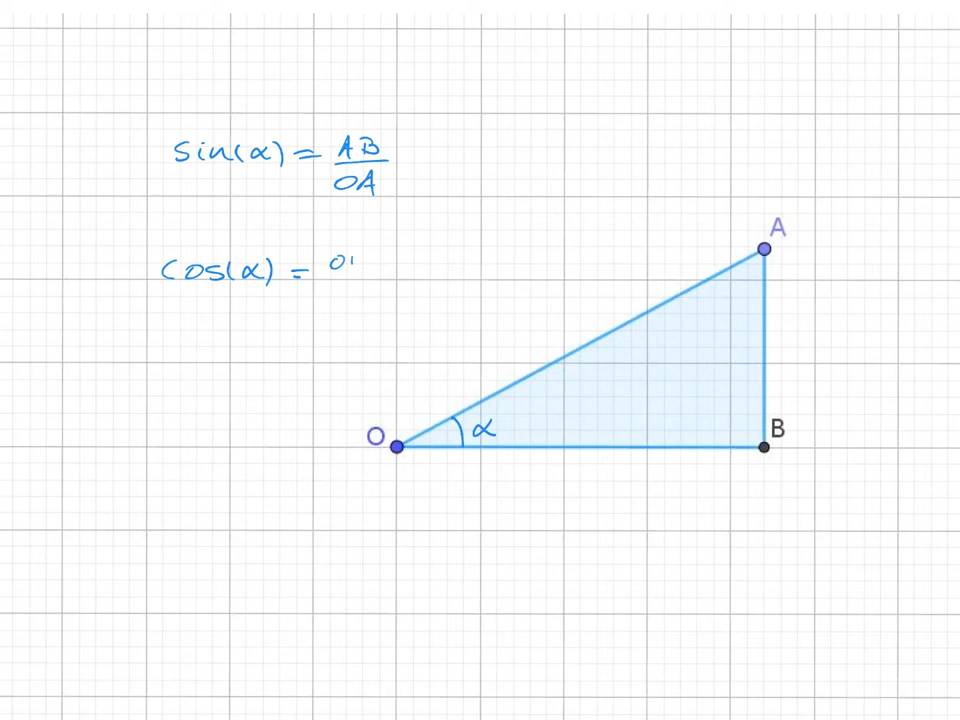 sin(α) = AB/OA
cos(α) = O
A
O
α
B